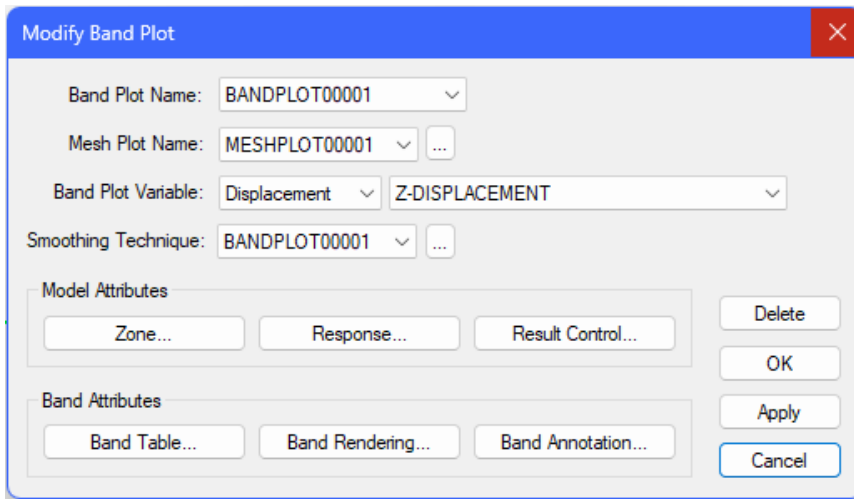 Modify Band Plot
Band Plot Name: BANDPLOT00001
Mesh Plot Name: MESHPLOT00001 ...
Band Plot Variable: Displacement Z-DISPLACEMENT
Smoothing Technique: BANDPLOT00001 ...
Model Attributes
Zone... Response... Result Control...
Delete
OK
Band Attributes
Apply
Band Table... Band Rendering... Band Annotation...
Cancel